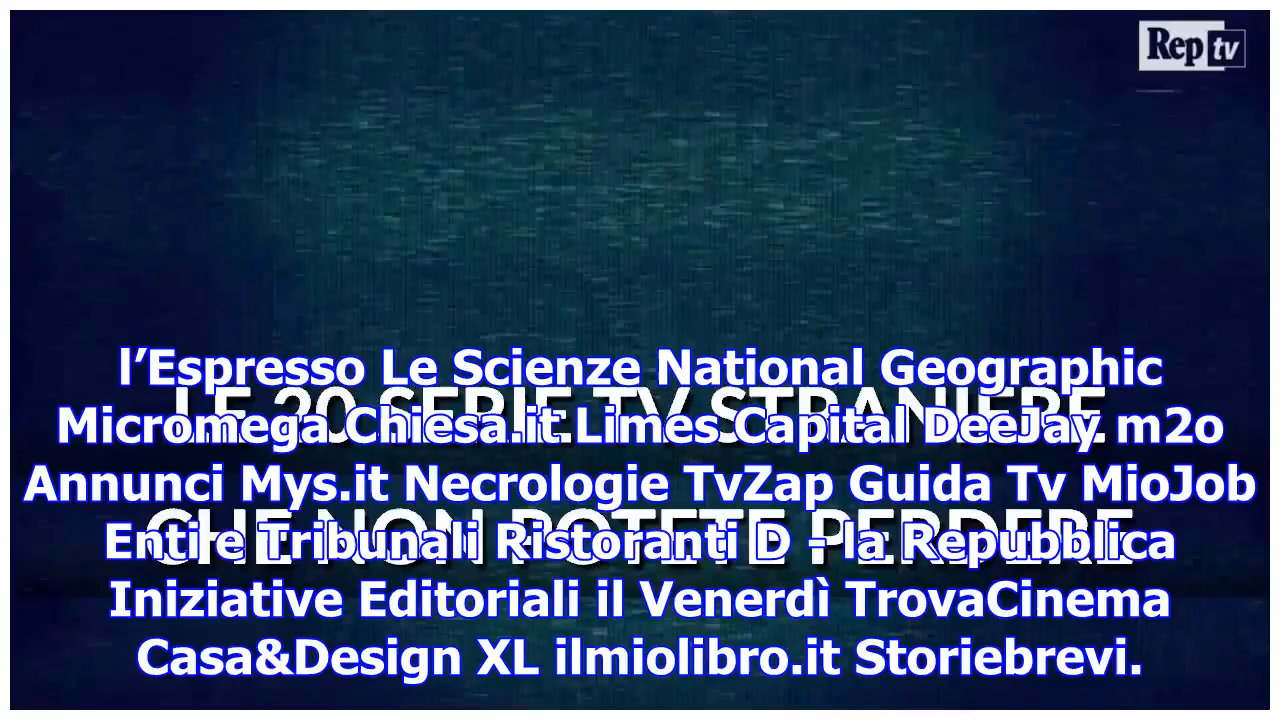 Rep tv
l’Espresso Le Scienze National Geographic
LE 20 SERIE TV STRANIERE
Micromega Chiesa.it Limes Capital DeeJay m2o
Annunci Mys.it Necrologie TvZap Guida Tv MioJob
CHE NON POTETE PERDERE
Enti e Tribunali Ristoranti D - la Repubblica
Iniziative Editoriali il Venerdì TrovaCinema
Casa&Design XL ilmiolibro.it Storiebrevi.